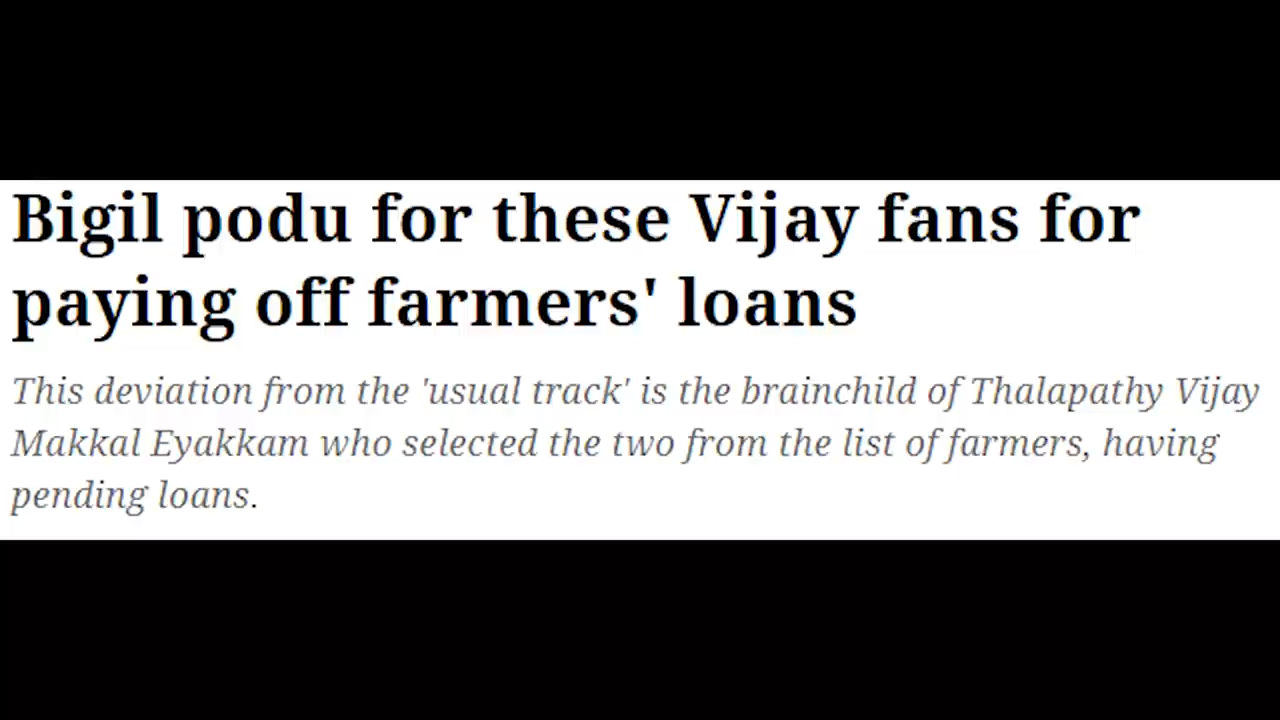 Bigil podu for these Vijay fans for
paying off farmers' loans
This deviation from the 'usual track' is the brainchild of Thalapathy Vijay
Makkal Eyakkam who selected the two from the list of farmers, having
pending loans.